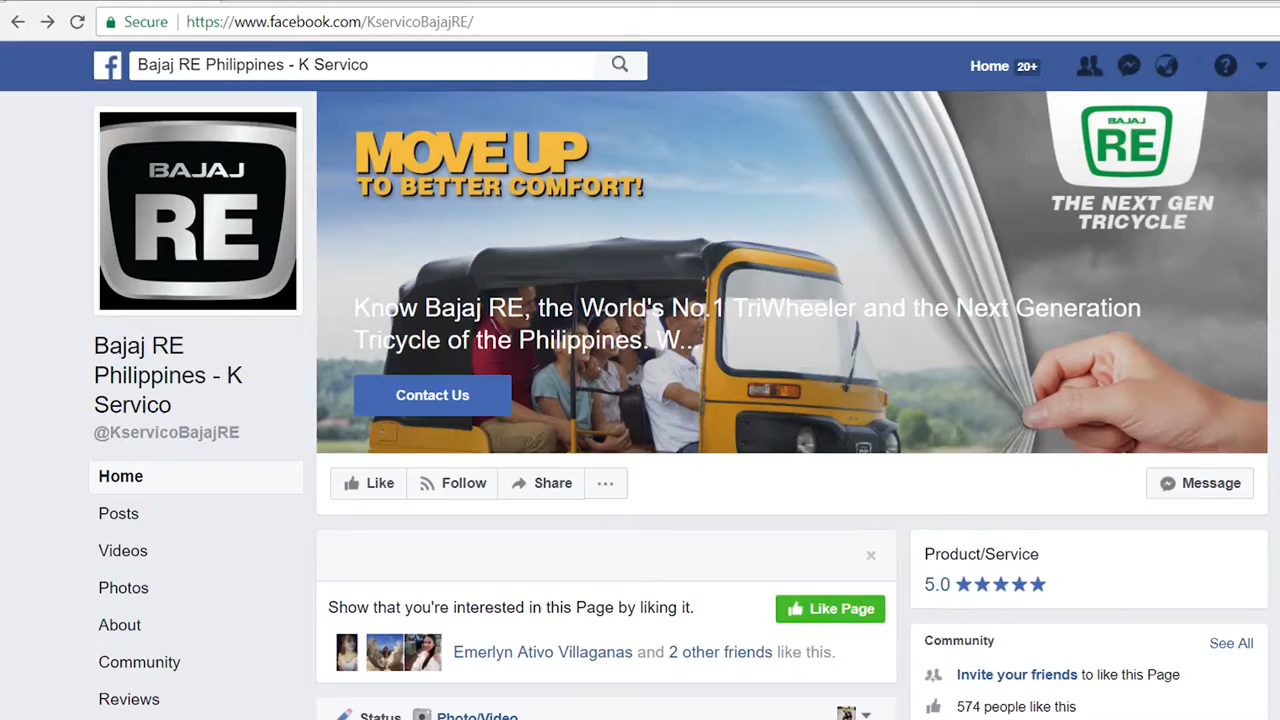 Secure https://www.facebook.com/KservicoBajajRE/
Bajaj RE Philippines - K Servico
Home 20+
BAJAJ
RE
MOVE UP
TO BETTER COMFORT!
BAJAJ
RE
THE NEXT GEN
TRICYCLE
Know Bajaj RE, the World's No.1 TriWheeler and the Next Generation
Tricycle of the Philippines. W...
Contact Us
Bajaj RE
Philippines - K
Servico
@KservicoBajajRE
Home
Posts
Videos
Photos
About
Community
Reviews
Like Follow Share ... Message
Show that you're interested in this Page by liking it. Like Page
Emerlyn Ativo Villaganas and 2 other friends like this.
Status Photo/Video
Product/Service
5.0 ★★★★★
Community See All
Invite your friends to like this Page
574 people like this